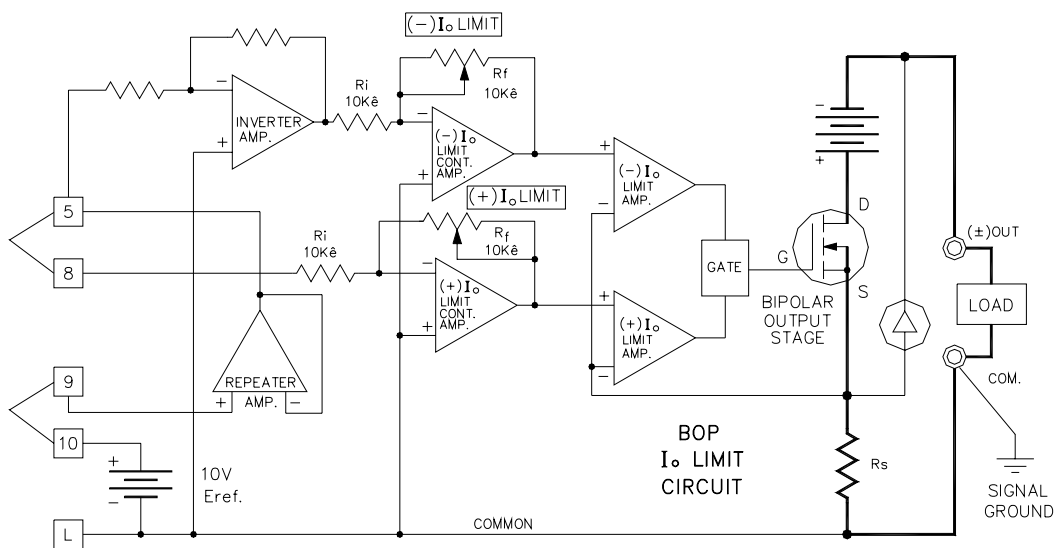 (−)Io LIMIT
Ri
10Kê
Rf
10Kê
−
+
INVERTER
AMP.
−
(−)Io
LIMIT
CONT.
AMP.
+
(+)Io LIMIT
+
(−)Io
LIMIT
AMP.
−
−
+
D
G
S
(±)OUT
5
8
Ri
10Kê
Rf
10Kê
−
(+)Io
LIMIT
CONT.
AMP.
+
GATE
BIPOLAR
OUTPUT
STAGE
LOAD
+
(+)Io
LIMIT
AMP.
−
COM.
9
REPEATER
+ AMP. −
10
+
−
10V
Eref.
BOP
Io LIMIT
CIRCUIT
Rs
SIGNAL
GROUND
L
COMMON